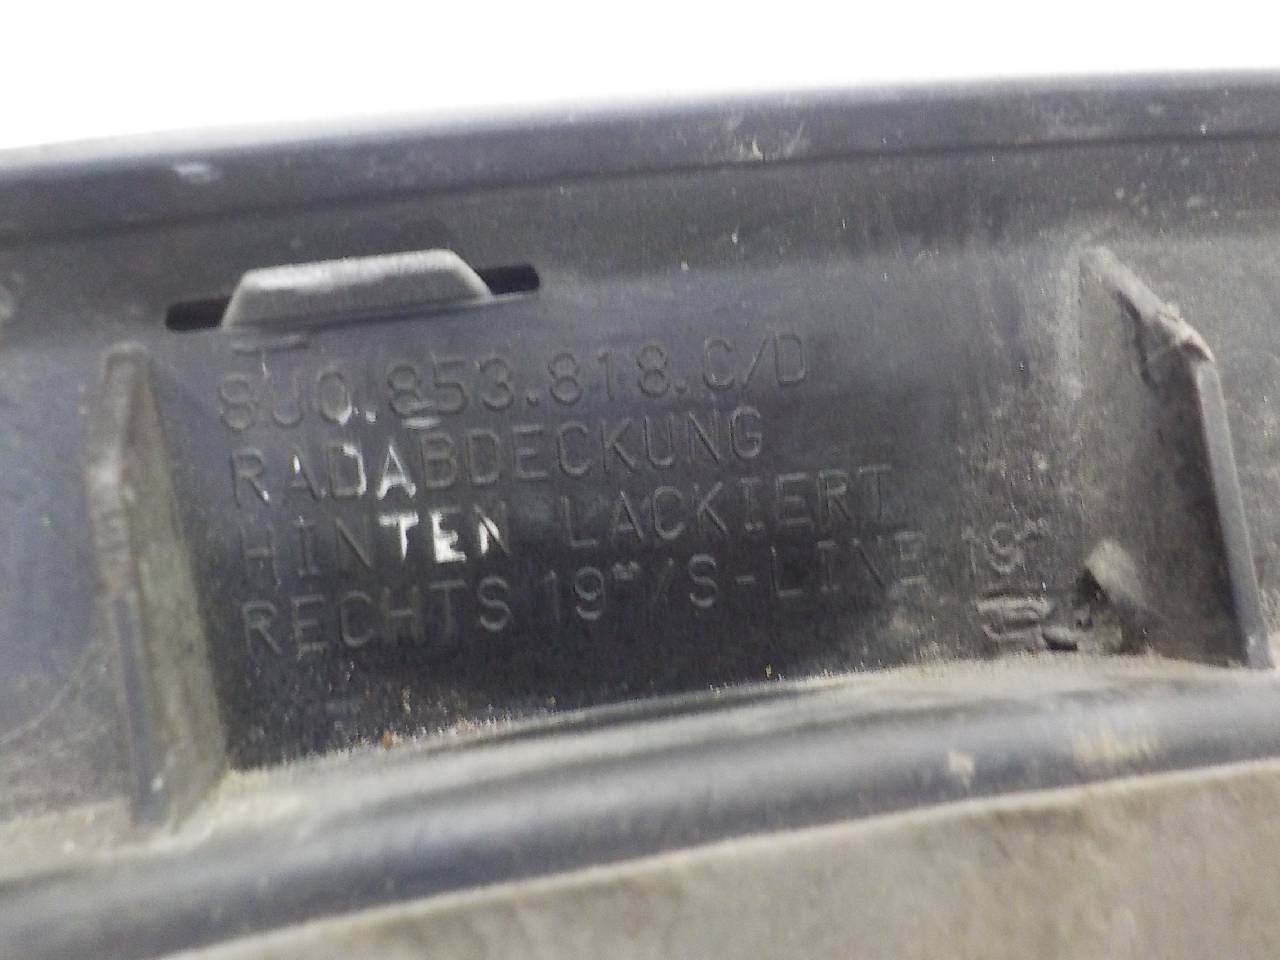 8U0.853.818.C/D
RADABDECKUNG
HINTEN LACKIERT
RECHTS 19"/S-LINE 19"